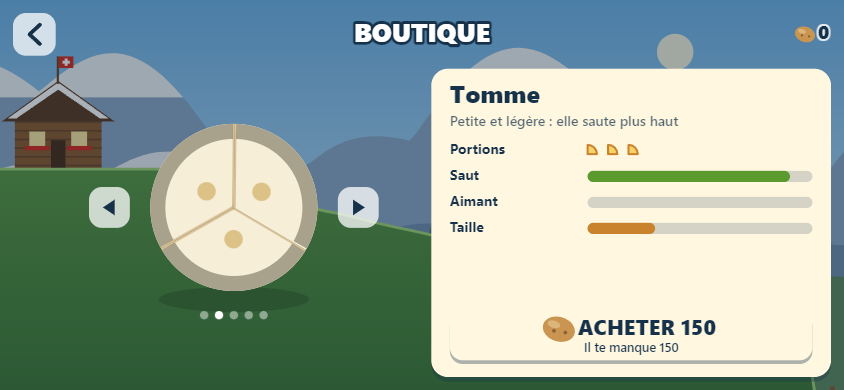 BOUTIQUE
0
Tomme
Petite et légère : elle saute plus haut
Portions
Saut
Aimant
Taille
ACHETER 150
Il te manque 150